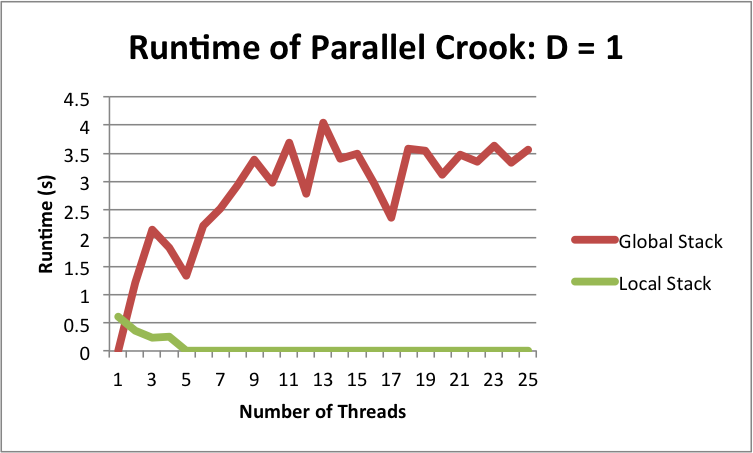 Runtime of Parallel Crook: D = 1
4.5
4
3.5
3
2.5
2
1.5
1
0.5
0
Runtime (s)
1 3 5 7 9 11 13 15 17 19 21 23 25
Number of Threads
Global Stack
Local Stack